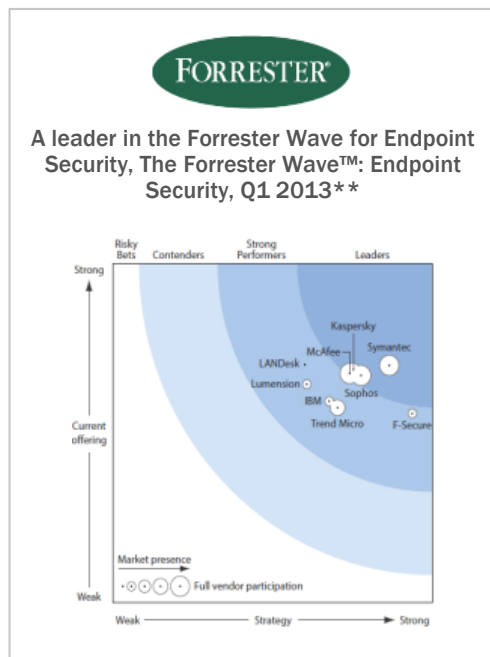 FORRESTER®
A leader in the Forrester Wave for Endpoint
Security, The Forrester Wave™: Endpoint
Security, Q1 2013**
Risky
Bets
Contenders
Strong
Performers
Leaders
Strong
Kaspersky
McAfee
Symantec
LANDesk
Lumension
Sophos
IBM
Trend Micro
F-Secure
Current
offering
Market presence
Full vendor participation
Weak
Weak
Strategy
Strong